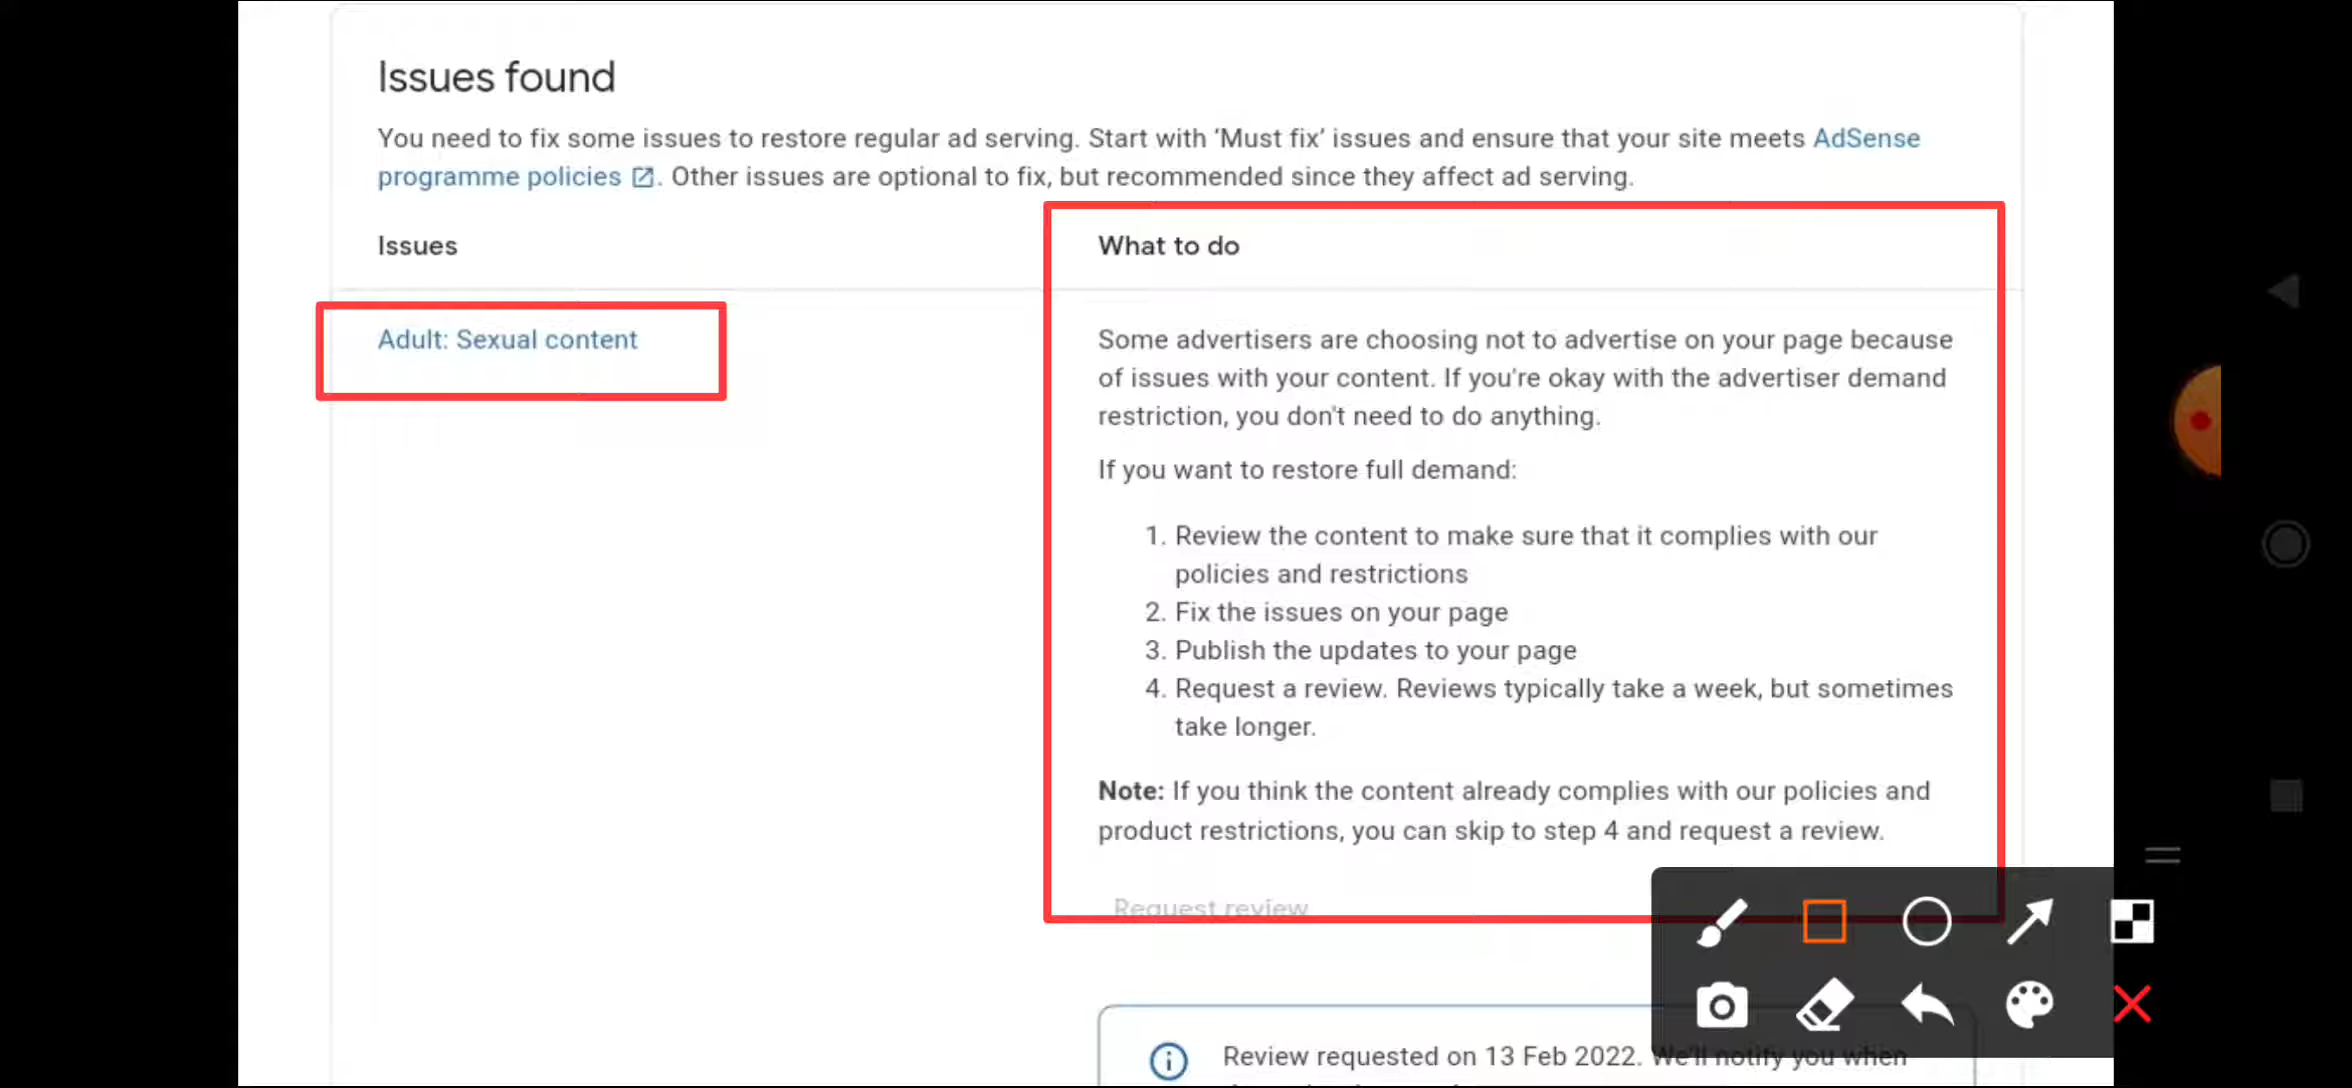 Issues found
You need to fix some issues to restore regular ad serving. Start with ‘Must fix’ issues and ensure that your site meets AdSense
programme policies. Other issues are optional to fix, but recommended since they affect ad serving.
Issues
What to do
Adult: Sexual content
Some advertisers are choosing not to advertise on your page because
of issues with your content. If you're okay with the advertiser demand
restriction, you don't need to do anything.
If you want to restore full demand:
1. Review the content to make sure that it complies with our
policies and restrictions
2. Fix the issues on your page
3. Publish the updates to your page
4. Request a review. Reviews typically take a week, but sometimes
take longer.
Note: If you think the content already complies with our policies and
product restrictions, you can skip to step 4 and request a review.
Request review
Review requested on 13 Feb 2022. We'll notify you when